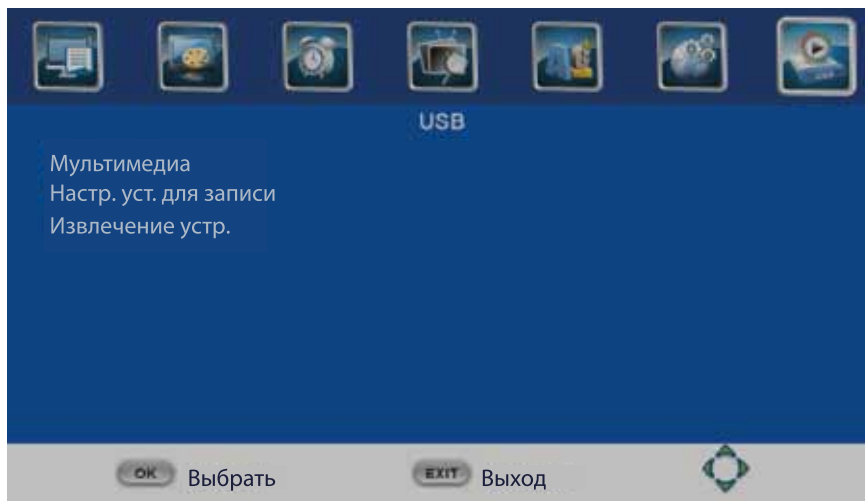 USB
Мультимедиа
Настр. уст. для записи
Извлечение устр.
OK Выбрать EXIT Выход